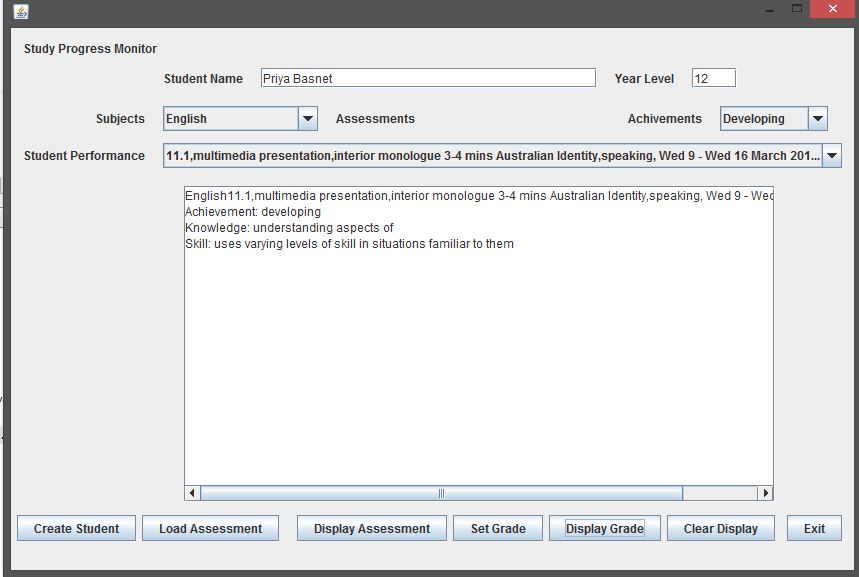 Study Progress Monitor
Student Name Priya Basnet Year Level 12
Subjects English Assessments Achivements Developing
Student Performance 11.1,multimedia presentation,interior monologue 3-4 mins Australian Identity,speaking, Wed 9 - Wed 16 March 201...
English11.1,multimedia presentation,interior monologue 3-4 mins Australian Identity,speaking, Wed 9 - Wed
Achievement: developing
Knowledge: understanding aspects of
Skill: uses varying levels of skill in situations familiar to them
Create Student Load Assessment Display Assessment Set Grade Display Grade Clear Display Exit